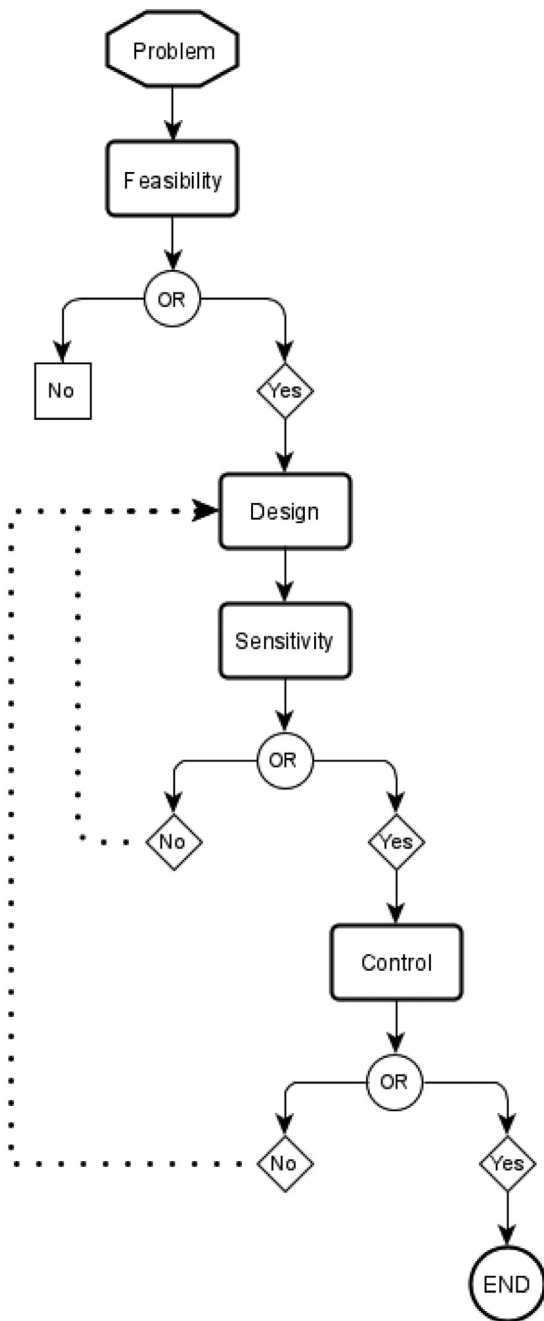 Problem
Feasibility
OR
No
Yes
Design
Sensitivity
OR
No
Yes
Control
OR
No
Yes
END